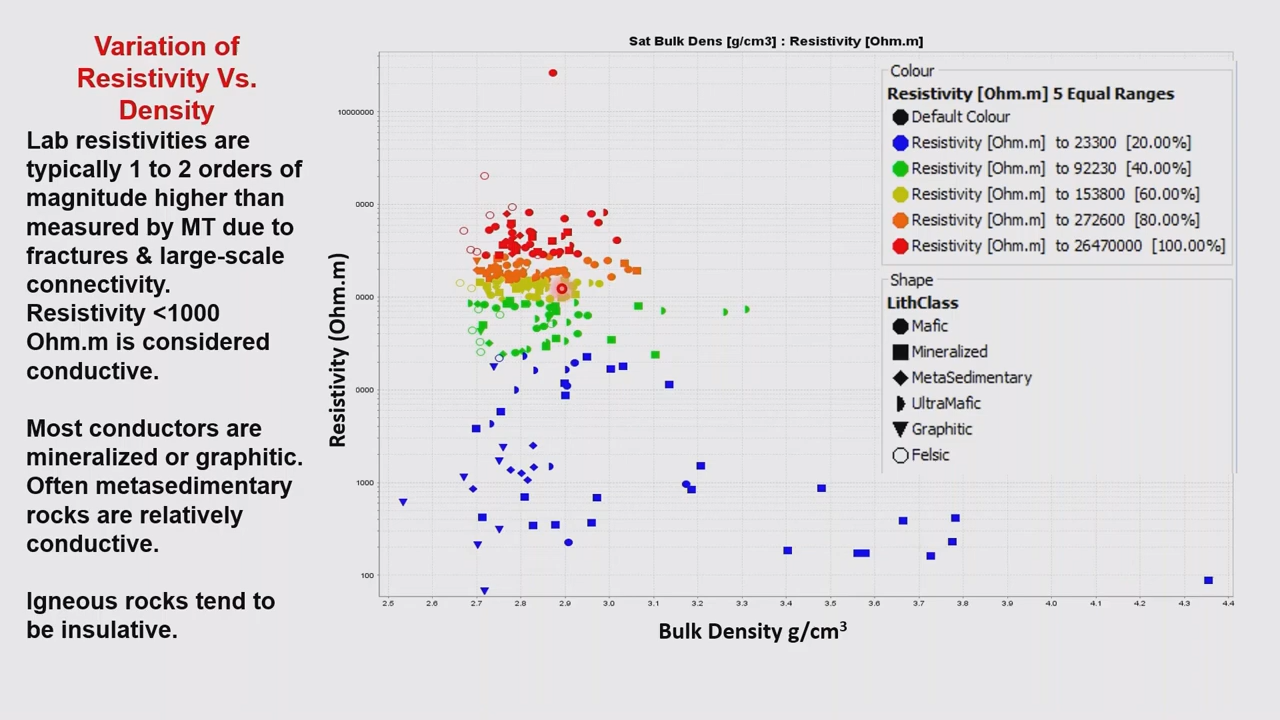 Variation of
Resistivity Vs.
Density
Lab resistivities are
typically 1 to 2 orders of
magnitude higher than
measured by MT due to
fractures & large-scale
connectivity.
Resistivity <1000
Ohm.m is considered
conductive.
Most conductors are
mineralized or graphitic.
Often metasedimentary
rocks are relatively
conductive.
Igneous rocks tend to
be insulative.
Sat Bulk Dens [g/cm3] : Resistivity [Ohm.m]
Resistivity (Ohm.m)
10000000
0000
0000
0000
1000
100
Colour
Resistivity [Ohm.m] 5 Equal Ranges
Default Colour
Resistivity [Ohm.m] to 23300 [20.00%]
Resistivity [Ohm.m] to 92230 [40.00%]
Resistivity [Ohm.m] to 153800 [60.00%]
Resistivity [Ohm.m] to 272600 [80.00%]
Resistivity [Ohm.m] to 26470000 [100.00%]
Shape
LithClass
Mafic
Mineralized
MetaSedimentary
UltraMafic
Graphitic
Felsic
2.5 2.6 2.7 2.8 2.9 3.0 3.1 3.2 3.3 3.4 3.5 3.6 3.7 3.8 3.9 4.0 4.1 4.2 4.3 4.4
Bulk Density g/cm³